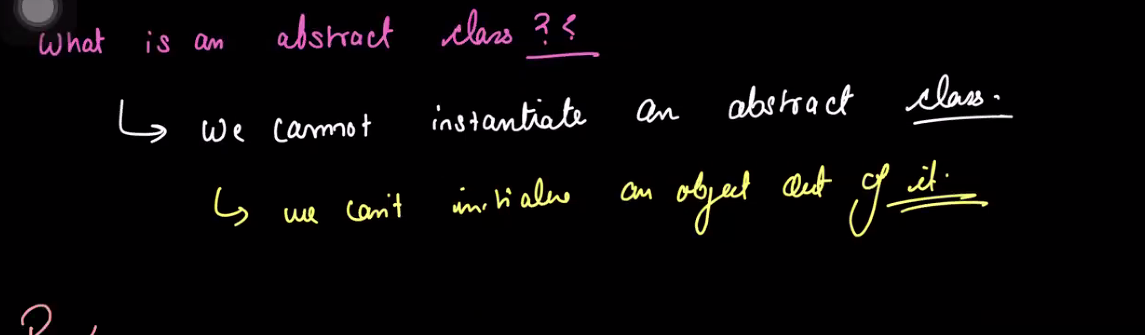 What is an abstract class ??
↳ we cannot instantiate an abstract class.
↳ we can't initialise an object out of it.